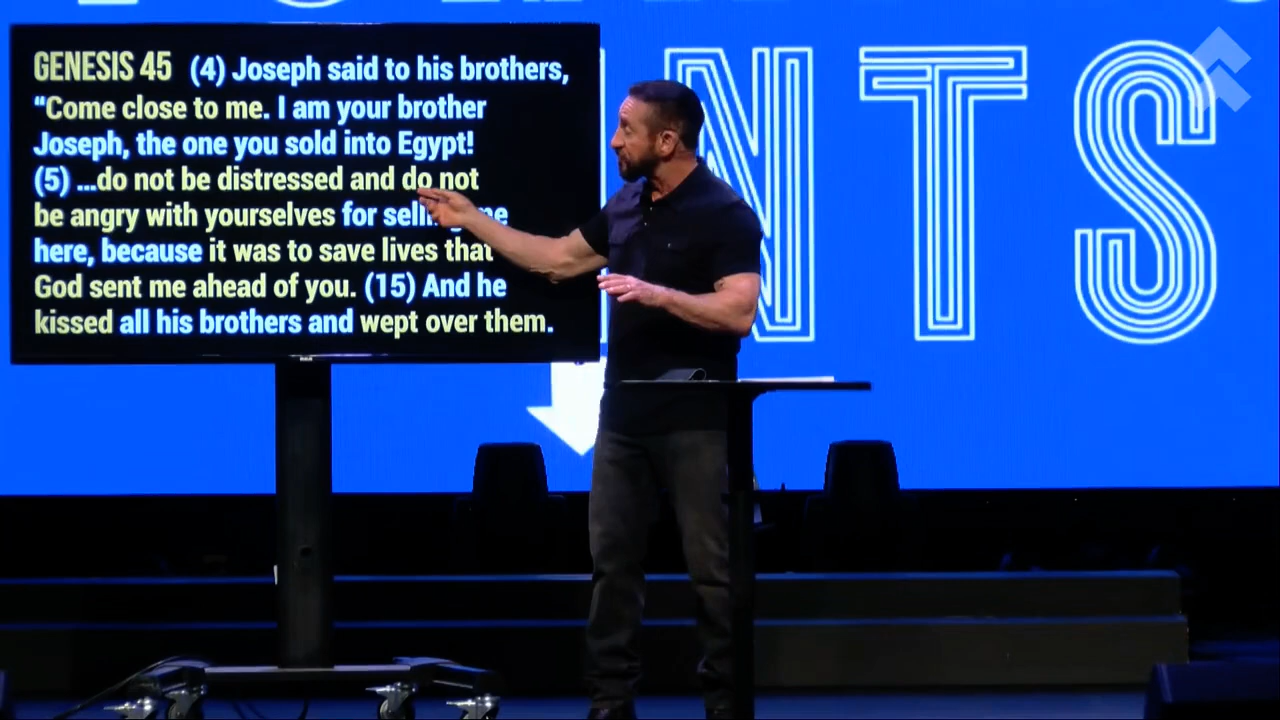 GENESIS 45 (4) Joseph said to his brothers,
“Come close to me. I am your brother
Joseph, the one you sold into Egypt!
(5) ...do not be distressed and do not
be angry with yourselves for me
here, because it was to save lives that
God sent me ahead of you. (15) And he
kissed all his brothers and wept over them.
NTS